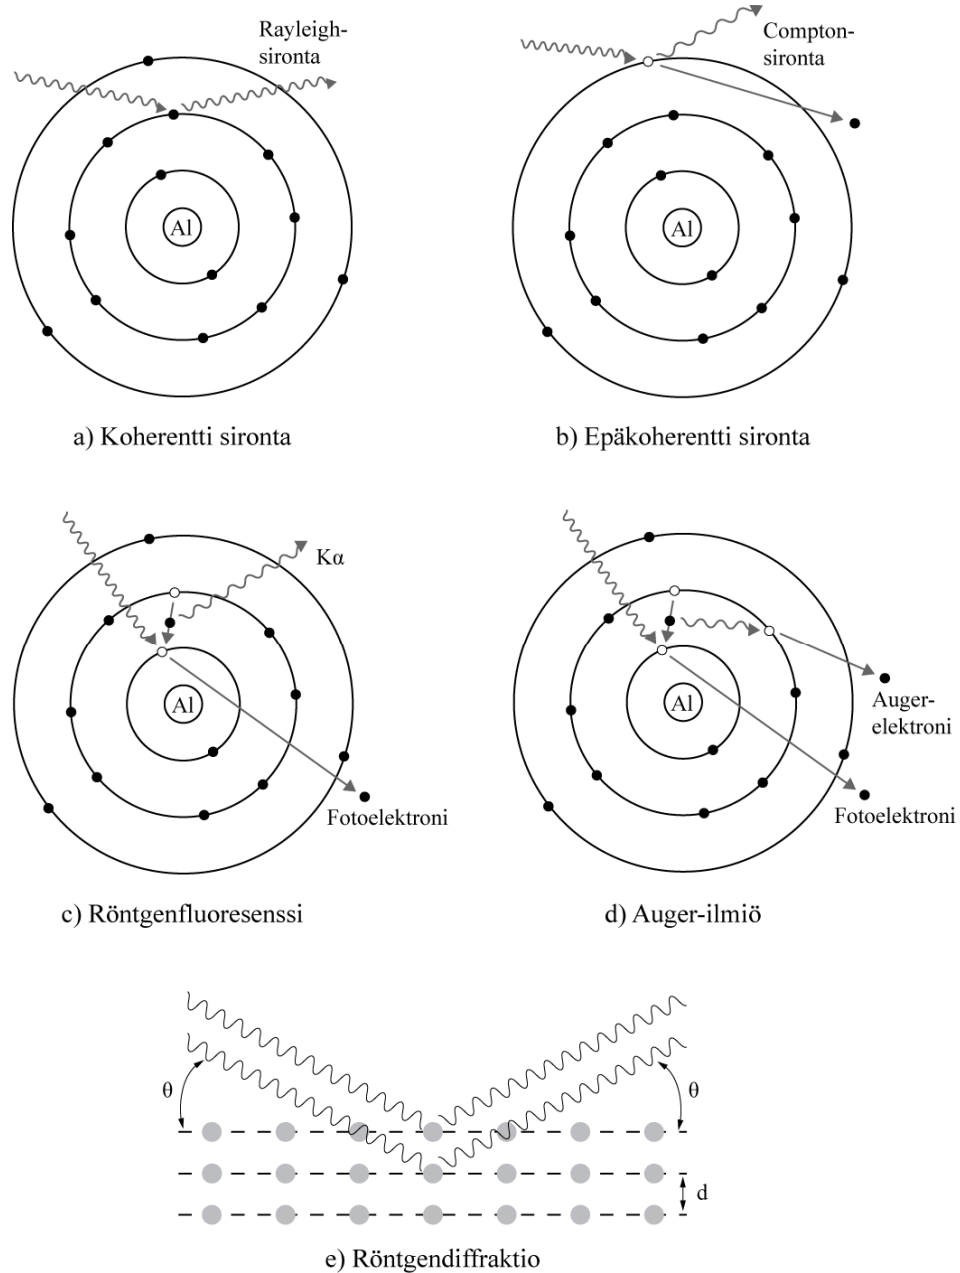 Rayleigh-
sironta
Al
a) Koherentti sironta
Compton-
sironta
Al
b) Epäkoherentti sironta
Kα
Al
Fotoelektroni
c) Röntgenfluoresenssi
Al
Auger-
elektroni
Fotoelektroni
d) Auger-ilmiö
θ
θ
d
e) Röntgendiffraktio